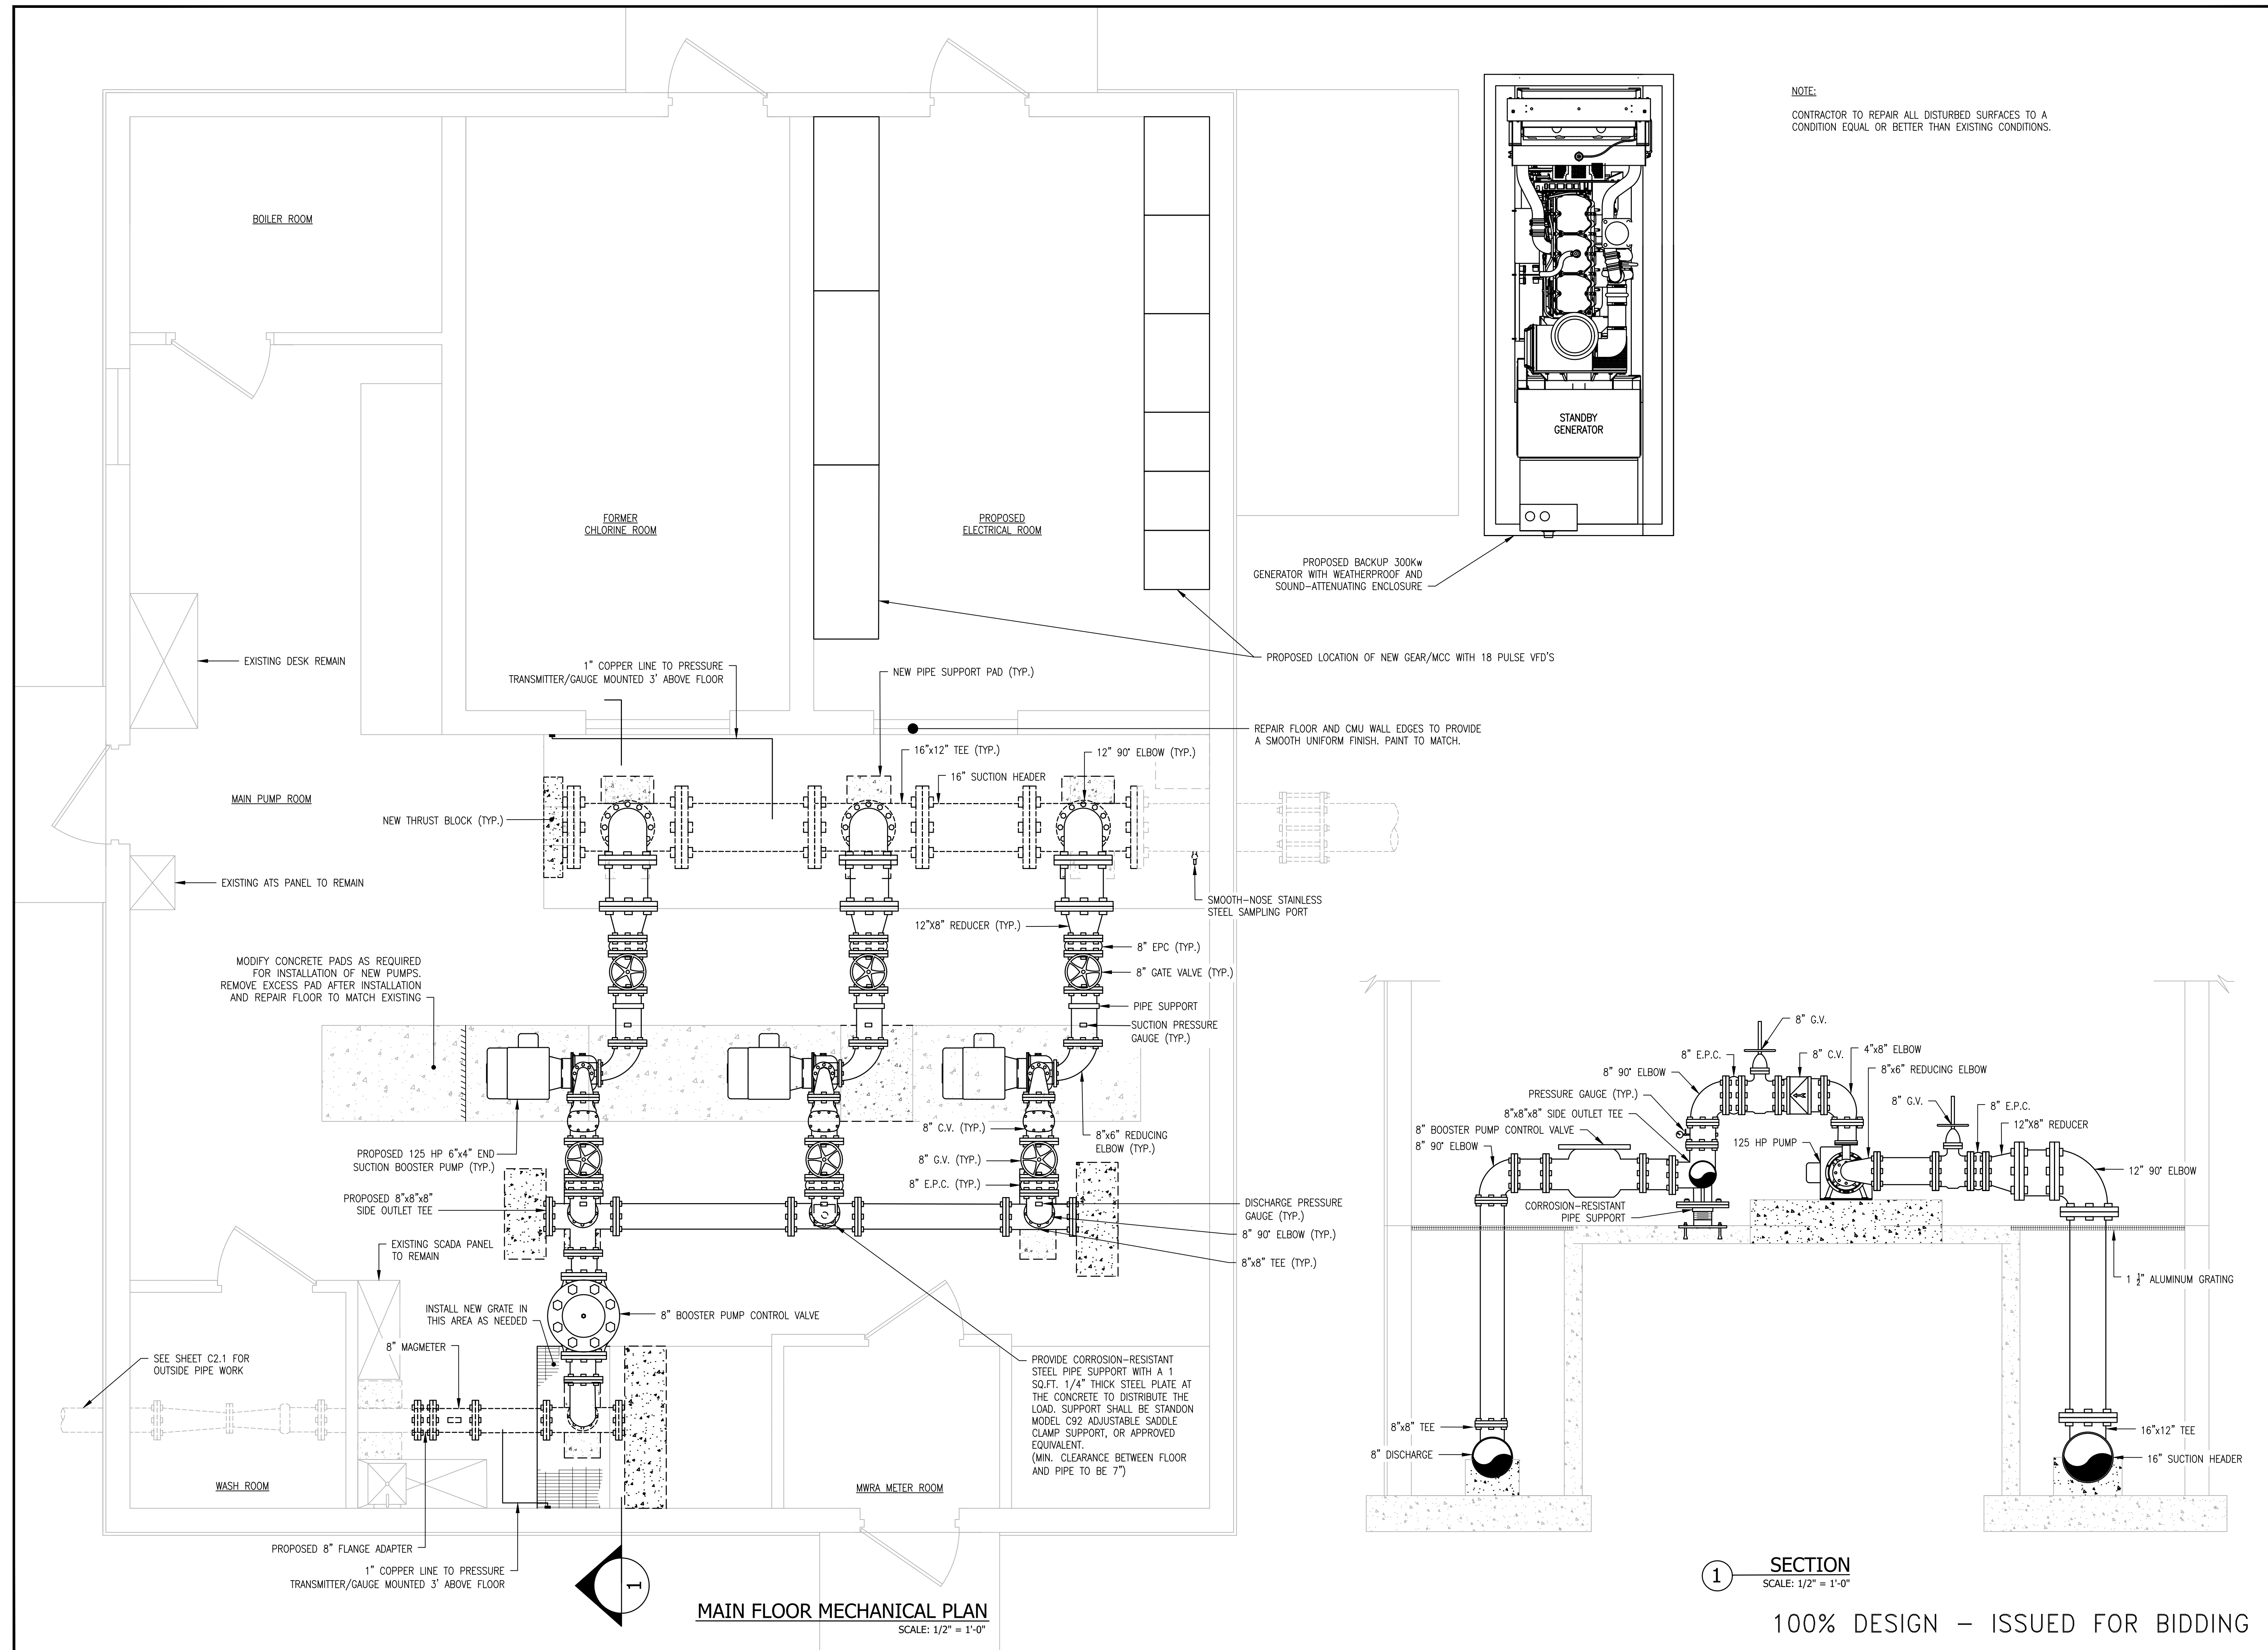 NOTE:
CONTRACTOR TO REPAIR ALL DISTURBED SURFACES TO A
CONDITION EQUAL OR BETTER THAN EXISTING CONDITIONS.
BOILER ROOM
FORMER
CHLORINE ROOM
PROPOSED
ELECTRICAL ROOM
STANDBY
GENERATOR
PROPOSED BACKUP 300Kw
GENERATOR WITH WEATHERPROOF AND
SOUND-ATTENUATING ENCLOSURE
EXISTING DESK REMAIN
1" COPPER LINE TO PRESSURE
TRANSMITTER/GAUGE MOUNTED 3' ABOVE FLOOR
NEW PIPE SUPPORT PAD (TYP.)
PROPOSED LOCATION OF NEW GEAR/MCC WITH 18 PULSE VFD'S
REPAIR FLOOR AND CMU WALL EDGES TO PROVIDE
A SMOOTH UNIFORM FINISH. PAINT TO MATCH.
16"x12" TEE (TYP.)
12" 90° ELBOW (TYP.)
16" SUCTION HEADER
MAIN PUMP ROOM
NEW THRUST BLOCK (TYP.)
EXISTING ATS PANEL TO REMAIN
SMOOTH-NOSE STAINLESS
STEEL SAMPLING PORT
12"X8" REDUCER (TYP.)
8" EPC (TYP.)
8" GATE VALVE (TYP.)
MODIFY CONCRETE PADS AS REQUIRED
FOR INSTALLATION OF NEW PUMPS.
REMOVE EXCESS PAD AFTER INSTALLATION
AND REPAIR FLOOR TO MATCH EXISTING
PIPE SUPPORT
SUCTION PRESSURE
GAUGE (TYP.)
8" C.V. (TYP.)
8"x6" REDUCING
ELBOW (TYP.)
PROPOSED 125 HP 6"x4" END
SUCTION BOOSTER PUMP (TYP.)
8" G.V. (TYP.)
8" E.P.C. (TYP.)
PROPOSED 8"x8"x8"
SIDE OUTLET TEE
DISCHARGE PRESSURE
GAUGE (TYP.)
8" 90° ELBOW (TYP.)
8"x8" TEE (TYP.)
EXISTING SCADA PANEL
TO REMAIN
INSTALL NEW GRATE IN
THIS AREA AS NEEDED
8" BOOSTER PUMP CONTROL VALVE
8" MAGMETER
SEE SHEET C2.1 FOR
OUTSIDE PIPE WORK
PROVIDE CORROSION-RESISTANT
STEEL PIPE SUPPORT WITH A 1
SQ.FT. 1/4" THICK STEEL PLATE AT
THE CONCRETE TO DISTRIBUTE THE
LOAD. SUPPORT SHALL BE STANDON
MODEL C92 ADJUSTABLE SADDLE
CLAMP SUPPORT, OR APPROVED
EQUIVALENT.
(MIN. CLEARANCE BETWEEN FLOOR
AND PIPE TO BE 7")
WASH ROOM
MWRA METER ROOM
PROPOSED 8" FLANGE ADAPTER
1" COPPER LINE TO PRESSURE
TRANSMITTER/GAUGE MOUNTED 3' ABOVE FLOOR
1
MAIN FLOOR MECHANICAL PLAN
SCALE: 1/2" = 1'-0"
8" G.V.
8" E.P.C.
8" C.V.
4"x8" ELBOW
8" 90° ELBOW
8"x6" REDUCING ELBOW
PRESSURE GAUGE (TYP.)
8" G.V.
8" E.P.C.
8"x8"x8" SIDE OUTLET TEE
12"X8" REDUCER
8" BOOSTER PUMP CONTROL VALVE
8" 90° ELBOW
125 HP PUMP
12" 90° ELBOW
CORROSION-RESISTANT
PIPE SUPPORT
1 1/2" ALUMINUM GRATING
8"x8" TEE
16"x12" TEE
8" DISCHARGE
16" SUCTION HEADER
1
SECTION
SCALE: 1/2" = 1'-0"
100% DESIGN - ISSUED FOR BIDDING